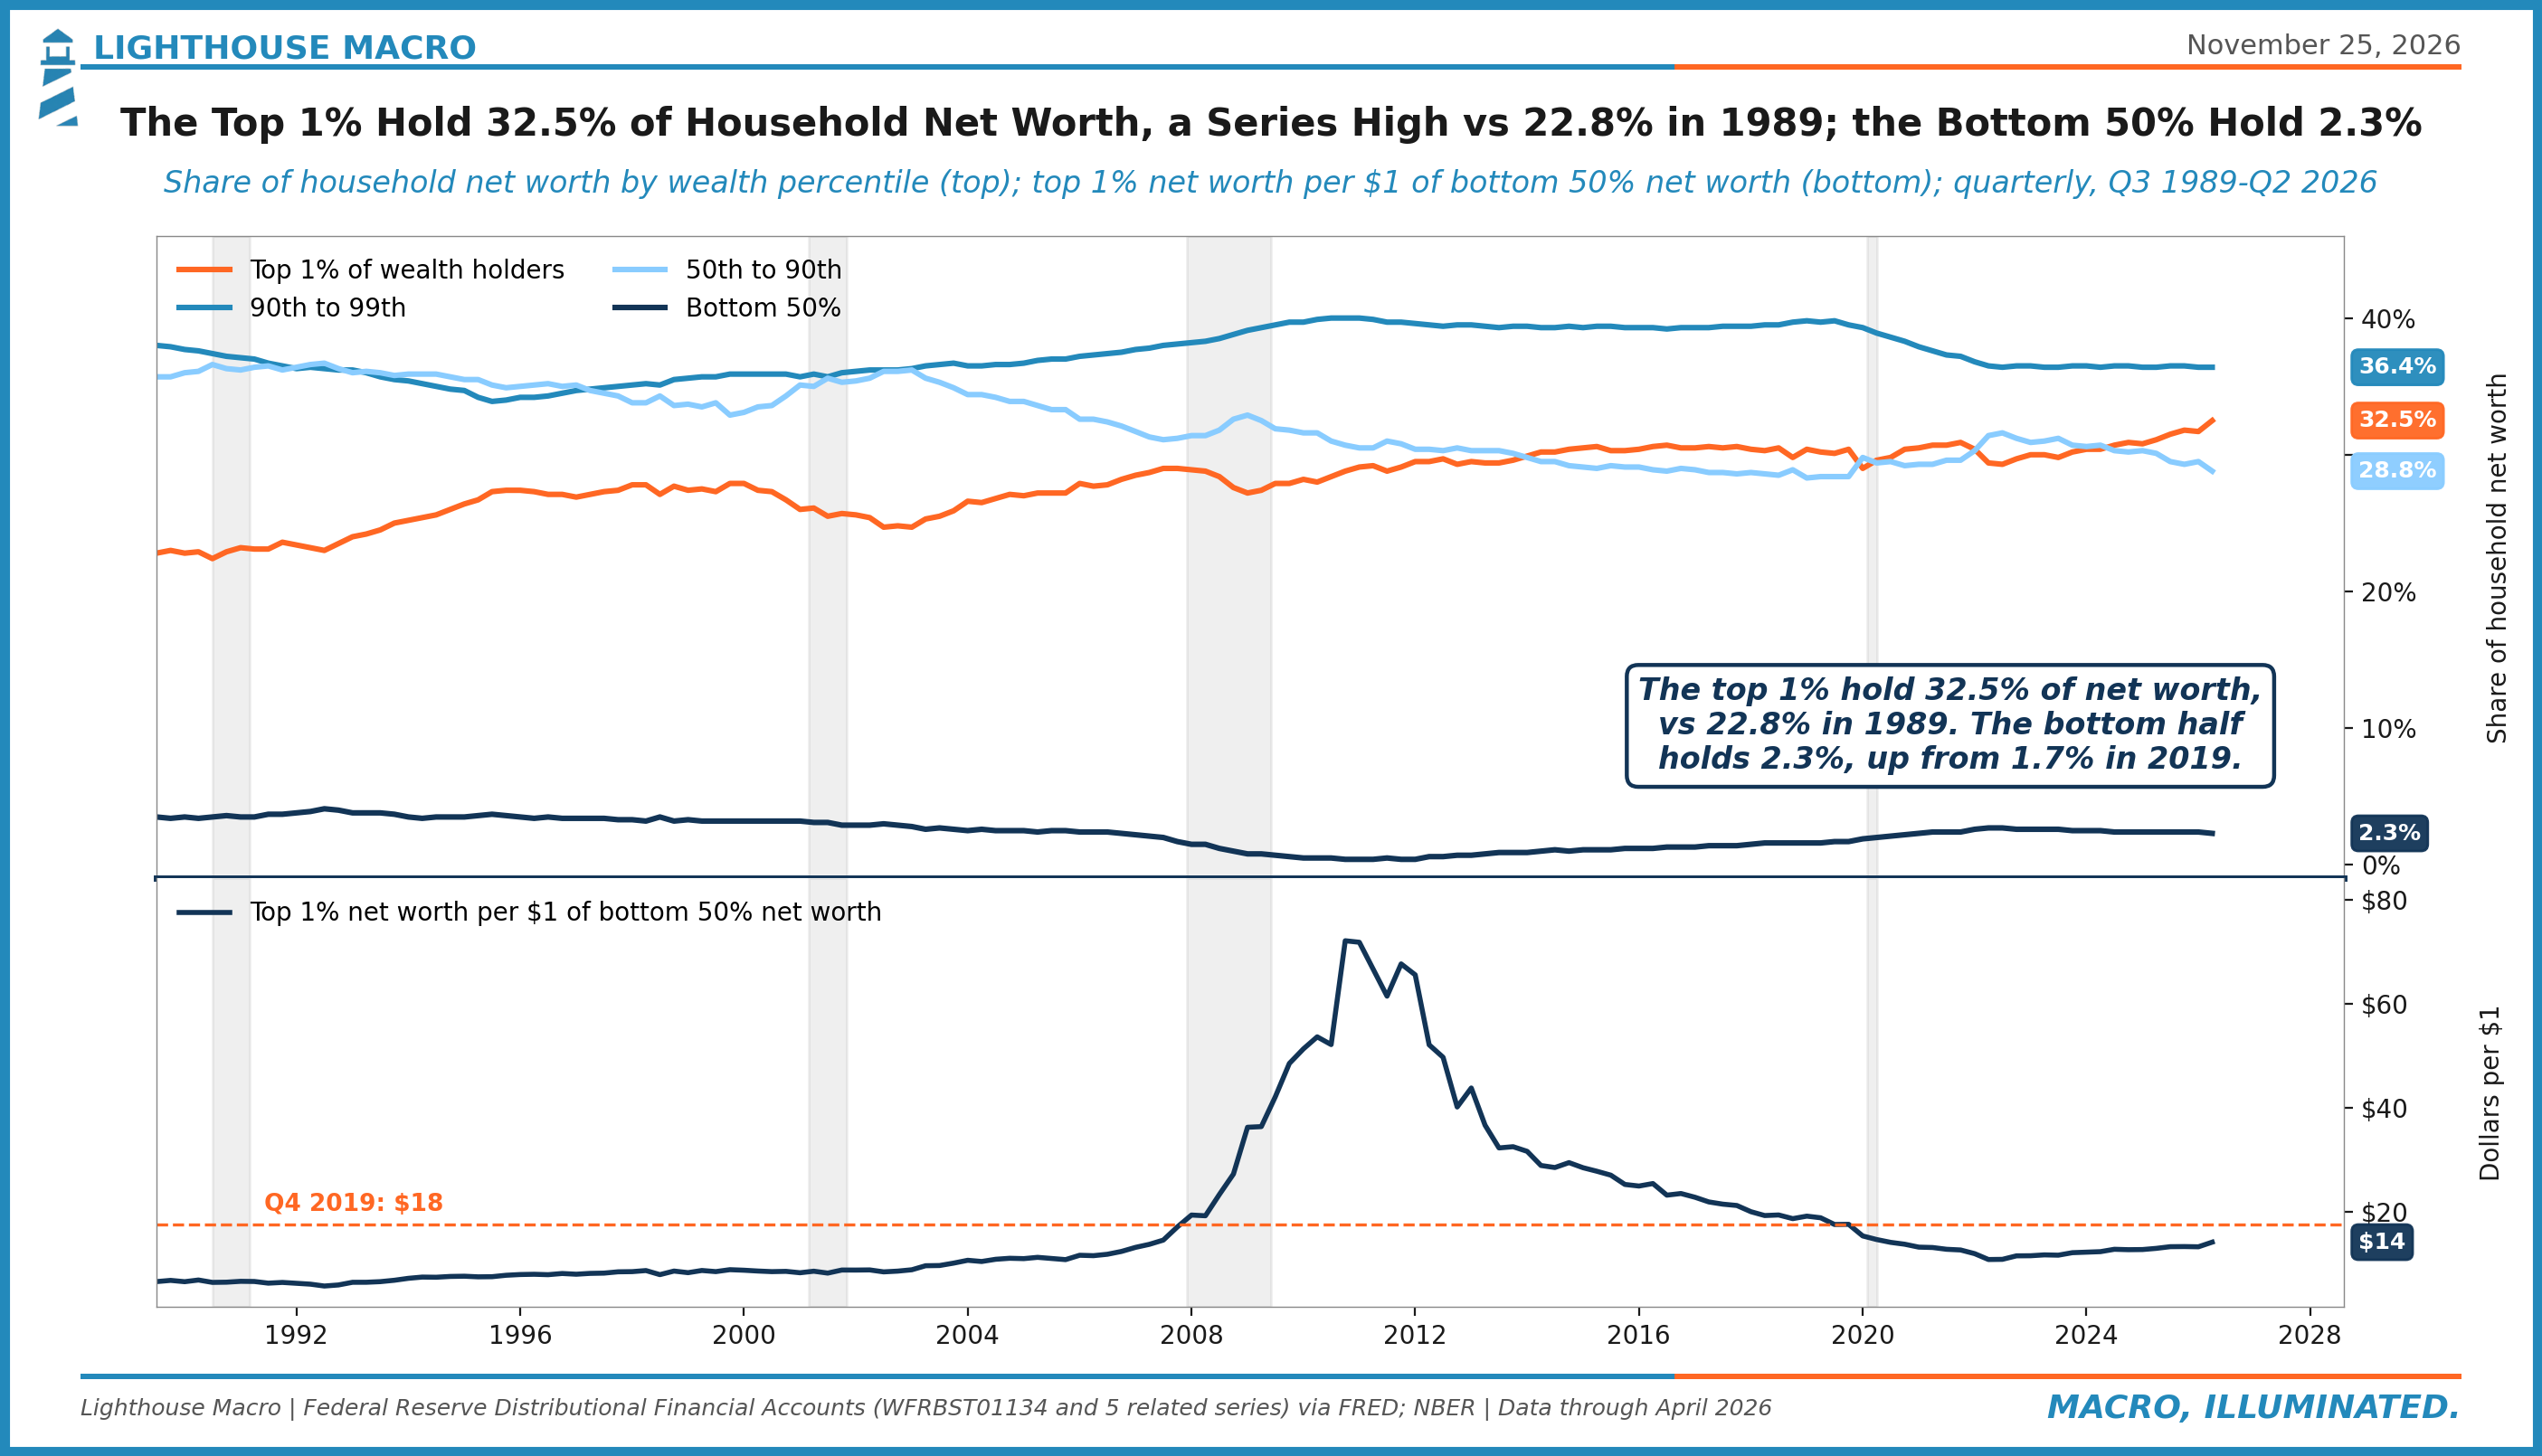 LIGHTHOUSE MACRO
November 25, 2026
The Top 1% Hold 32.5% of Household Net Worth, a Series High vs 22.8% in 1989; the Bottom 50% Hold 2.3%
Share of household net worth by wealth percentile (top); top 1% net worth per $1 of bottom 50% net worth (bottom); quarterly, Q3 1989-Q2 2026
Top 1% of wealth holders
90th to 99th
50th to 90th
Bottom 50%
40%
36.4%
32.5%
28.8%
20%
10%
2.3%
0%
Share of household net worth
The top 1% hold 32.5% of net worth,
vs 22.8% in 1989. The bottom half
holds 2.3%, up from 1.7% in 2019.
Top 1% net worth per $1 of bottom 50% net worth
$80
$60
$40
$20
$14
Dollars per $1
Q4 2019: $18
1992
1996
2000
2004
2008
2012
2016
2020
2024
2028
Lighthouse Macro | Federal Reserve Distributional Financial Accounts (WFRBST01134 and 5 related series) via FRED; NBER | Data through April 2026
MACRO, ILLUMINATED.